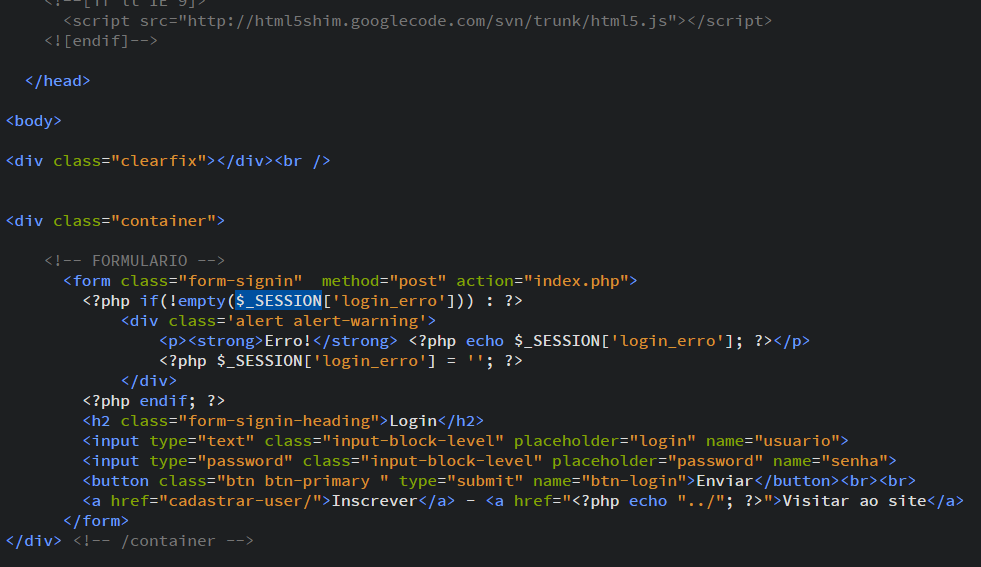 <!--[if lt IE 9]>
<script src="http://html5shim.googlecode.com/svn/trunk/html5.js"></script>
<![endif]-->
</head>
<body>
<div class="clearfix"></div><br />
<div class="container">
<!-- FORMULARIO -->
<form class="form-signin"  method="post" action="index.php">
<?php if(!empty($_SESSION['login_erro'])) : ?>
<div class='alert alert-warning'>
<p><strong>Erro!</strong> <?php echo $_SESSION['login_erro']; ?></p>
<?php $_SESSION['login_erro'] = ''; ?>
</div>
<?php endif; ?>
<h2 class="form-signin-heading">Login</h2>
<input type="text" class="input-block-level" placeholder="login" name="usuario">
<input type="password" class="input-block-level" placeholder="password" name="senha">
<button class="btn btn-primary " type="submit" name="btn-login">Enviar</button><br><br>
<a href="cadastrar-user/">Inscrever</a> - <a href="<?php echo "../"; ?>">Visitar ao site</a>
</form>
</div> <!-- /container -->